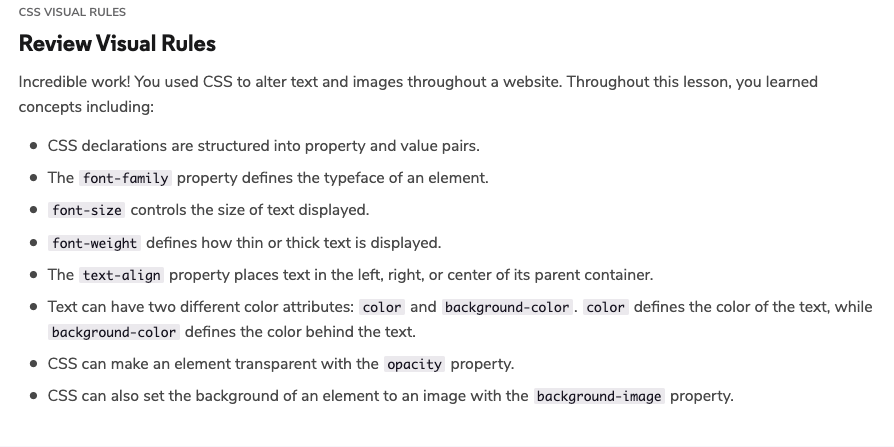 CSS VISUAL RULES
Review Visual Rules
Incredible work! You used CSS to alter text and images throughout a website. Throughout this lesson, you learned
concepts including:
• CSS declarations are structured into property and value pairs.
• The font-family property defines the typeface of an element.
• font-size controls the size of text displayed.
• font-weight defines how thin or thick text is displayed.
• The text-align property places text in the left, right, or center of its parent container.
• Text can have two different color attributes: color and background-color. color defines the color of the text, while
background-color defines the color behind the text.
• CSS can make an element transparent with the opacity property.
• CSS can also set the background of an element to an image with the background-image property.